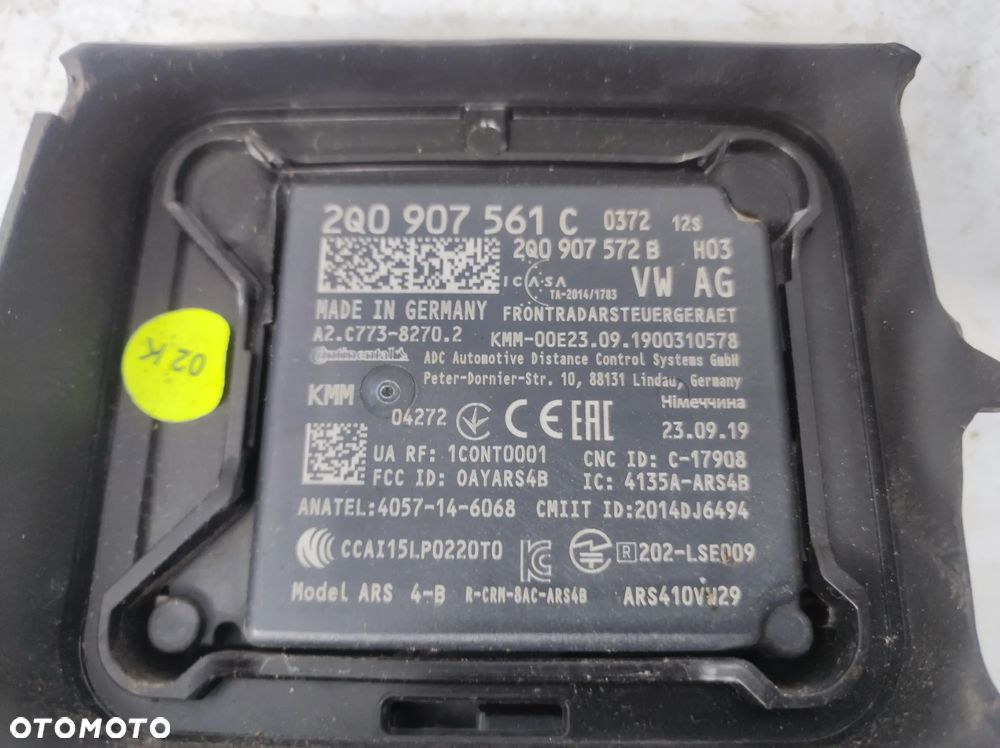 2Q0 907 561 C 0372 12s
2Q0 907 572 B H03
ICASA
TA-2014/1783
VW AG
MADE IN GERMANY FRONTRADARSTEUERGERAET
A2.C773-8270.2 KMM-00E23.09.1900310578
Continental ADC Automotive Distance Control Systems GmbH
Peter-Dornier-Str. 10, 88131 Lindau, Germany
KMM Німеччина
04272 CE EAC 23.09.19
UA RF: 1CONT0001 CNC ID: C-17908
FCC ID: OAYARS4B IC: 4135A-ARS4B
ANATEL:4057-14-6068 CMIIT ID:2014DJ6494
CCAI15LP0220T0 R 202-LSE009
Model ARS 4-B R-CRM-8AC-ARS4B ARS410VW29
02 K
OTOMOTO
OTOMOTO